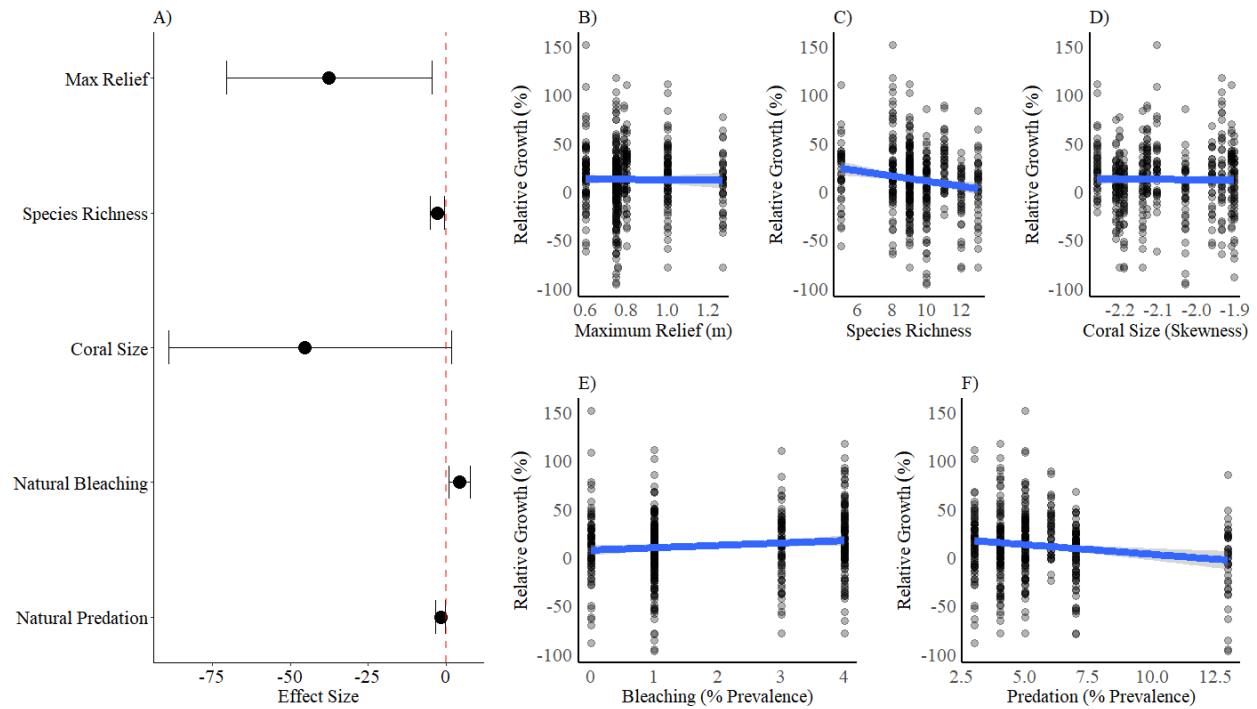 A)
Max Relief
Species Richness
Coral Size
Natural Bleaching
Natural Predation
-75
-50
-25
0
Effect Size
B)
Relative Growth (%)
150
100
50
0
-50
-100
0.6
0.8
1.0
1.2
Maximum Relief (m)
C)
Relative Growth (%)
150
100
50
0
-50
-100
6
8
10
12
Species Richness
D)
Relative Growth (%)
150
100
50
0
-50
-100
-2.2
-2.1
-2.0
-1.9
Coral Size (Skewness)
E)
Relative Growth (%)
150
100
50
0
-50
-100
0
1
2
3
4
Bleaching (% Prevalence)
F)
Relative Growth (%)
150
100
50
0
-50
-100
2.5
5.0
7.5
10.0
12.5
Predation (% Prevalence)